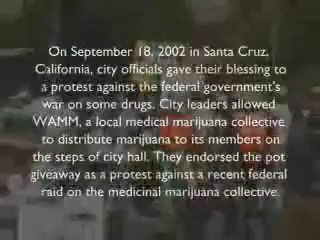 On September 18, 2002 in Santa Cruz,
California, city officials gave their blessing to
a protest against the federal government's
war on some drugs. City leaders allowed
WAMM, a local medical marijuana collective
to distribute marijuana to its members on
the steps of city hall. They endorsed the pot
giveaway as a protest against a recent federal
raid on the medicinal marijuana collective.